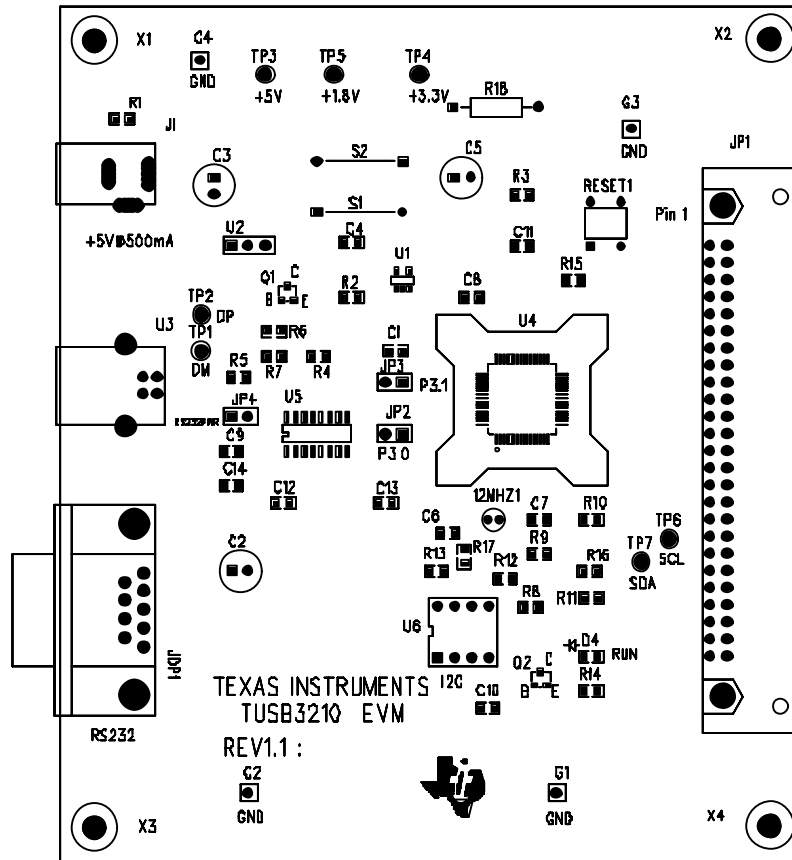 X1
G4
GND
TP3
+5V
TP5
+1.8V
TP4
+3.3V
R18
X2
G3
GND
JP1
R1
J1
+5V@500mA
C3
S2
S1
C5
R3
RESET1
Pin 1
U2
C4
C11
U1
R15
Q1
C
B
E
R2
C8
TP2
DP
TP1
DM
U3
R6
R7
R4
C1
U4
R5
JP3
P3.1
JP4
RS232PWR
U5
JP2
P3.0
C9
C14
C12
C13
12MHZ1
C7
R10
C6
R9
TP6
SCL
TP7
SDA
C2
R13
R17
R12
R16
R8
R11
U6
I2C
D4
RUN
Q2
C
B
E
R14
C10
JDP1
RS232
TEXAS INSTRUMENTS
TUSB3210 EVM
REV1.1 :
G2
GND
G1
GND
X3
X4